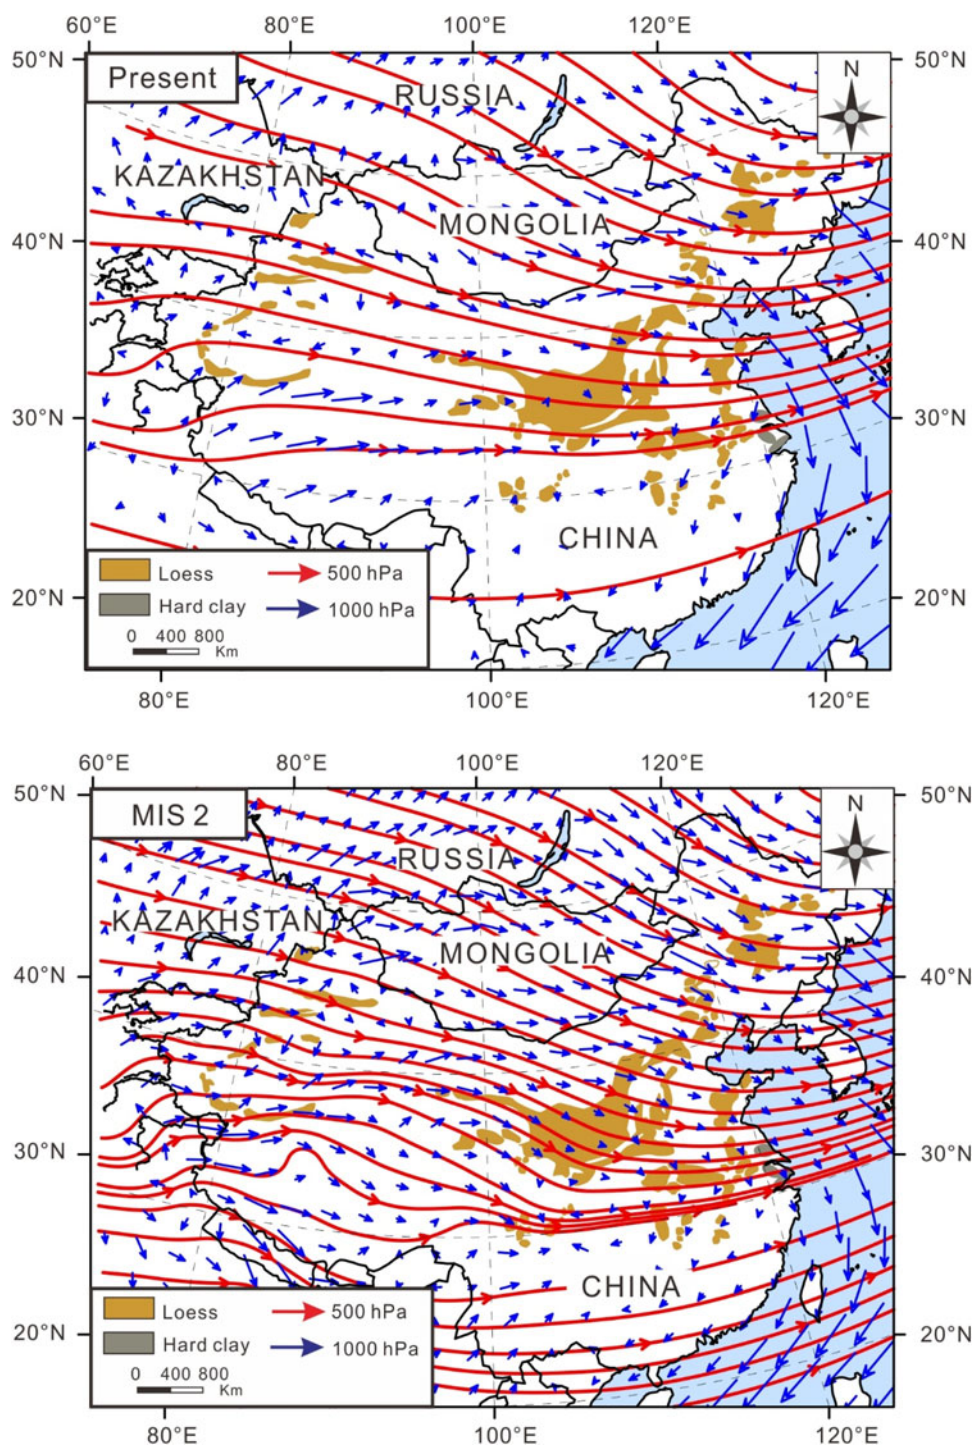 60°E 80°E 100°E 120°E
50°N 50°N
Present
N
RUSSIA
KAZAKHSTAN
MONGOLIA
40°N 40°N
30°N 30°N
CHINA
Loess 500 hPa
Hard clay 1000 hPa
0 400 800
Km
20°N 20°N
80°E 100°E 120°E
60°E 80°E 100°E 120°E
50°N 50°N
MIS 2
N
RUSSIA
KAZAKHSTAN
MONGOLIA
40°N 40°N
30°N 30°N
CHINA
Loess 500 hPa
Hard clay 1000 hPa
20°N 20°N
0 400 800
Km
80°E 100°E 120°E